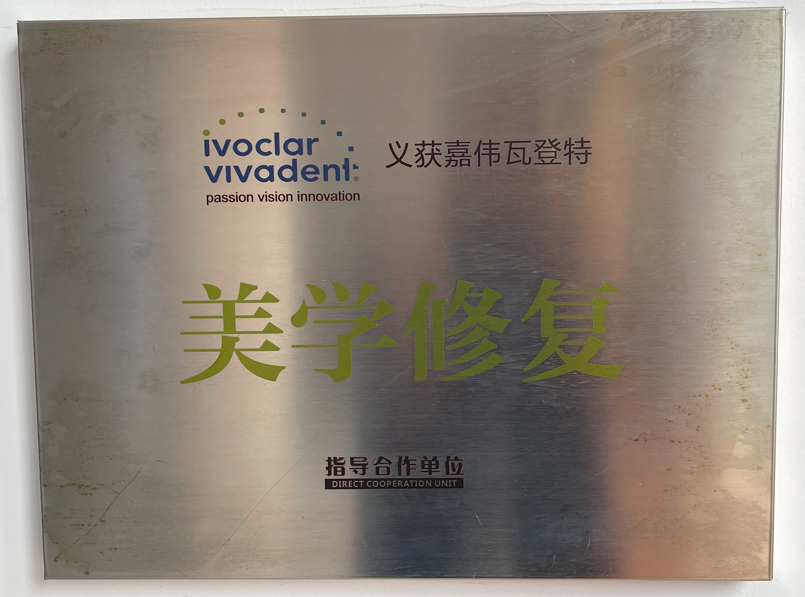 ivoclar
vivadent®
passion vision innovation
义获嘉伟瓦登特
美学修复
指导合作单位
DIRECT COOPERATION UNIT